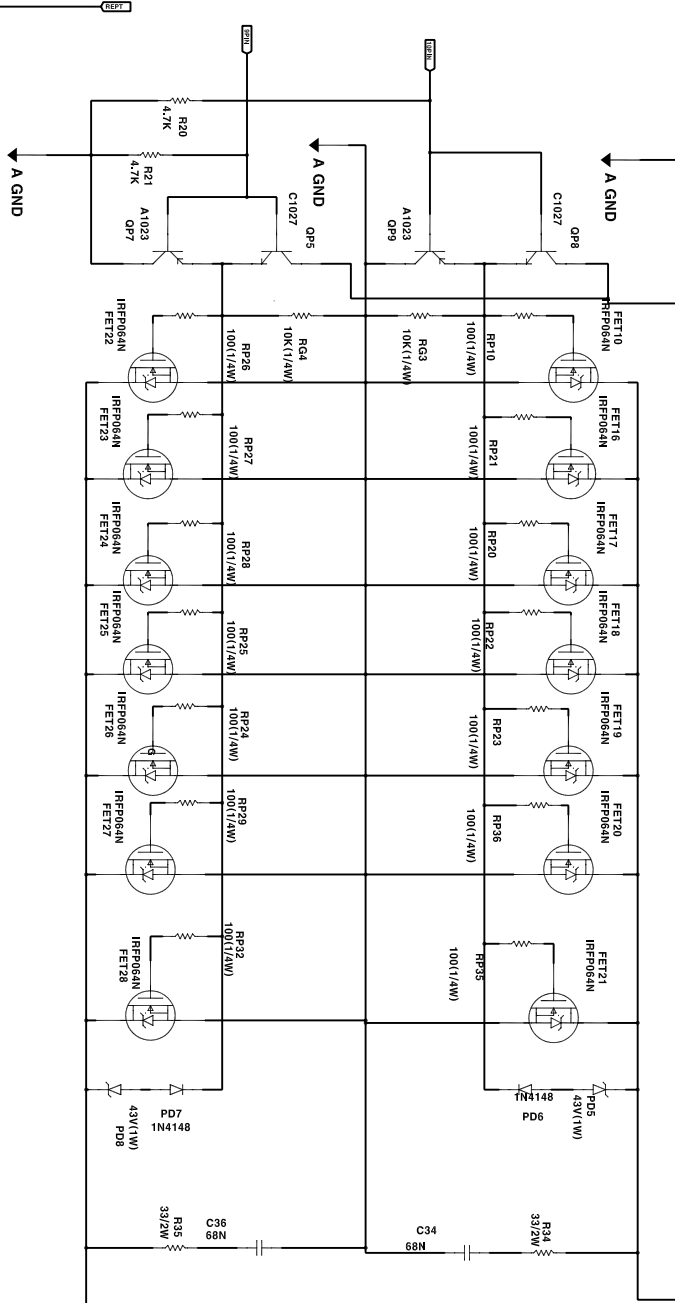 REPT
9PIN
10PIN
R20
4.7K
R21
4.7K
A GND
A GND
A GND
A1023
QP7
C1027
QP5
A1023
QP9
C1027
QP8
IRFP064N
FET22
RP26
100(1/4W)
RG4
10K(1/4W)
RG3
10K(1/4W)
RP10
100(1/4W)
FET10
IRFP064N
IRFP064N
FET23
RP27
100(1/4W)
RP21
100(1/4W)
FET16
IRFP064N
IRFP064N
FET24
RP28
100(1/4W)
RP20
100(1/4W)
FET17
IRFP064N
IRFP064N
FET25
RP25
100(1/4W)
RP22
100(1/4W)
FET18
IRFP064N
IRFP064N
FET26
G
RP24
100(1/4W)
RP23
100(1/4W)
FET19
IRFP064N
IRFP064N
FET27
RP29
100(1/4W)
RP36
100(1/4W)
FET20
IRFP064N
IRFP064N
FET28
RP32
100(1/4W)
RP35
100(1/4W)
FET21
IRFP064N
43V(1W)
PD8
PD7
1N4148
1N4148
PD6
PD5
43V(1W)
R35
33/2W
C36
68N
C34
68N
R34
33/2W